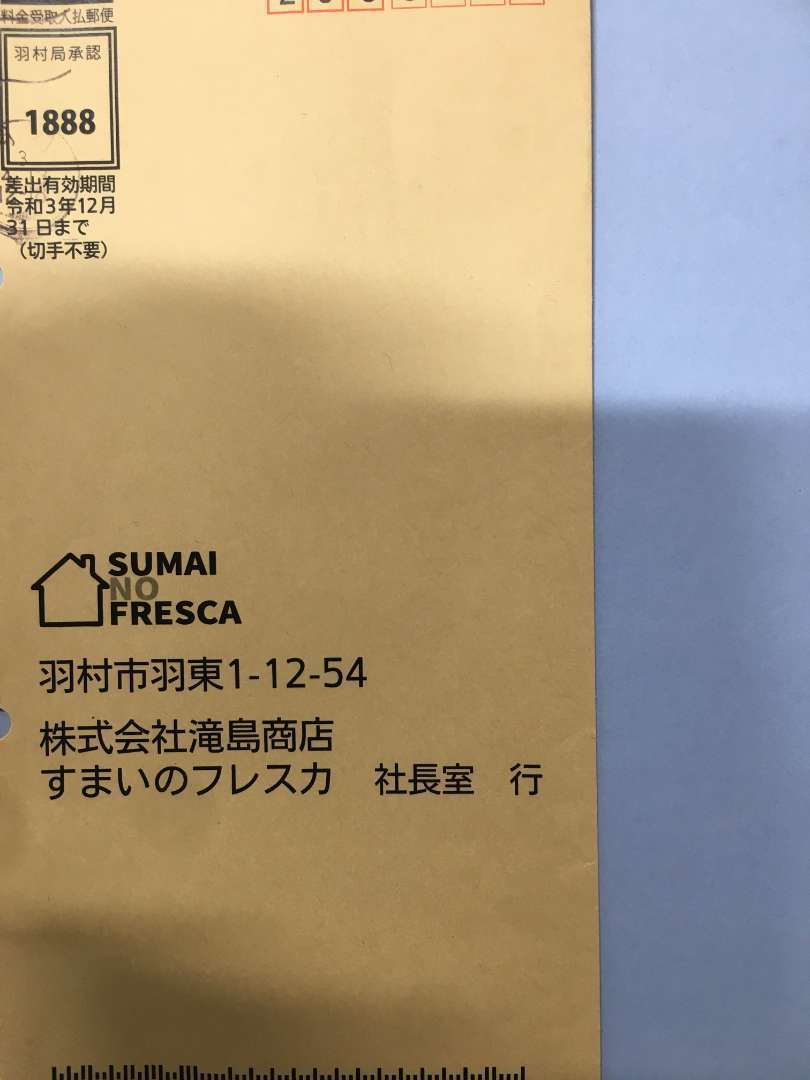 料金受取人払郵便
羽村局承認
1888
差出有効期間
令和3年12月
31日まで
（切手不要）
SUMAI
NO
FRESCA
羽村市羽東1-12-54
株式会社滝島商店
すまいのフレスカ 社長室 行